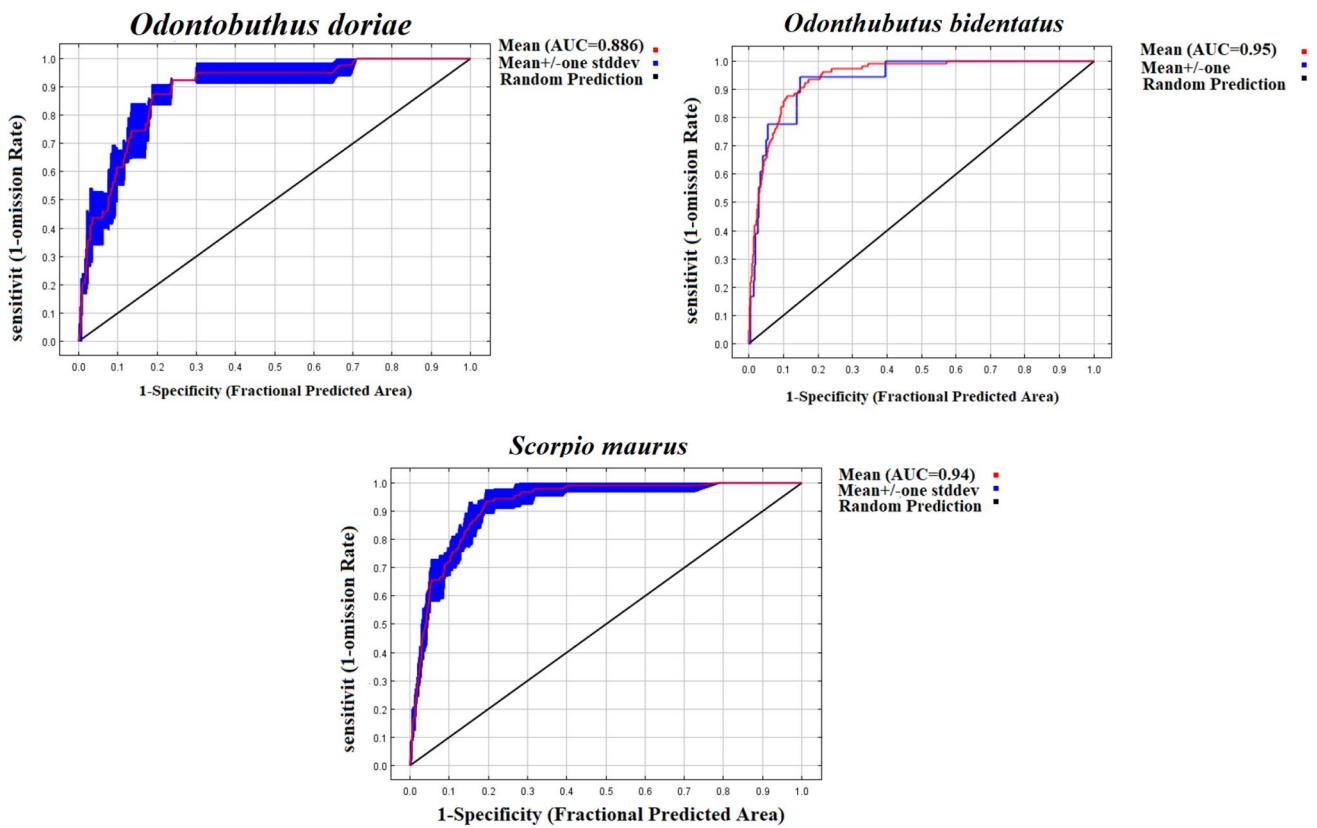 Odontobuthus doriae
Mean (AUC=0.886)
Mean+/-one stddev
Random Prediction
sensitivit (1-omission Rate)
1.0
0.9
0.8
0.7
0.6
0.5
0.4
0.3
0.2
0.1
0.0
0.0 0.1 0.2 0.3 0.4 0.5 0.6 0.7 0.8 0.9 1.0
1-Specificity (Fractional Predicted Area)
Odonthubutus bidentatus
Mean (AUC=0.95)
Mean+/-one
Random Prediction
sensitivit (1-omission Rate)
1.0
0.9
0.8
0.7
0.6
0.5
0.4
0.3
0.2
0.1
0.0
0.0 0.1 0.2 0.3 0.4 0.5 0.6 0.7 0.8 0.9 1.0
1-Specificity (Fractional Predicted Area)
Scorpio maurus
Mean (AUC=0.94)
Mean+/-one stddev
Random Prediction
sensitivit (1-omission Rate)
1.0
0.9
0.8
0.7
0.6
0.5
0.4
0.3
0.2
0.1
0.0
0.0 0.1 0.2 0.3 0.4 0.5 0.6 0.7 0.8 0.9 1.0
1-Specificity (Fractional Predicted Area)